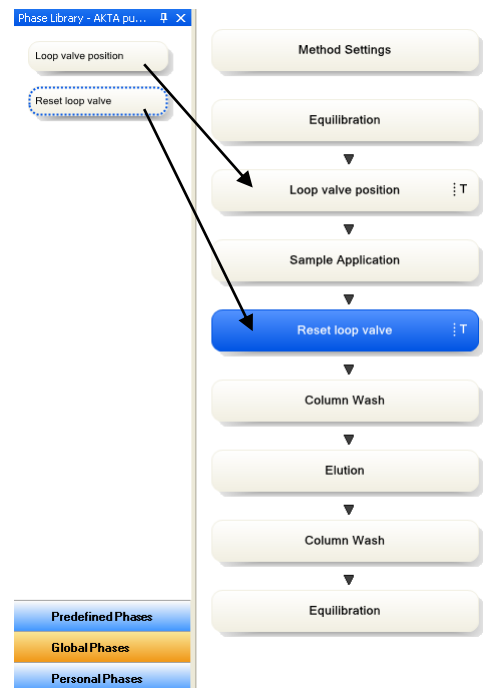 Phase Library - AKTA pu...
Loop valve position
Reset loop valve
Predefined Phases
Global Phases
Personal Phases
Method Settings
Equilibration
Loop valve position T
Sample Application
Reset loop valve T
Column Wash
Elution
Column Wash
Equilibration